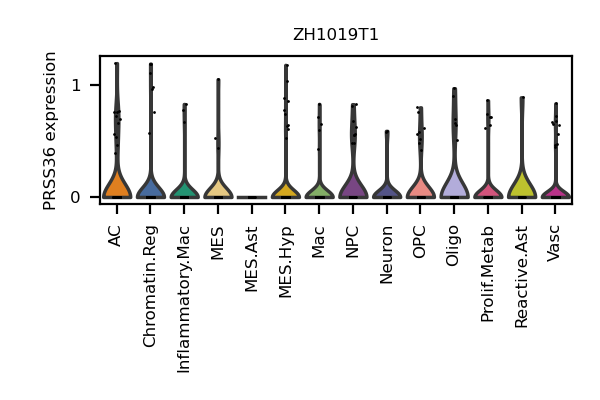 ZH1019T1
PRSS36 expression
1
0
AC
Chromatin.Reg
Inflammatory.Mac
MES
MES.Ast
MES.Hyp
Mac
NPC
Neuron
OPC
Oligo
Prolif.Metab
Reactive.Ast
Vasc